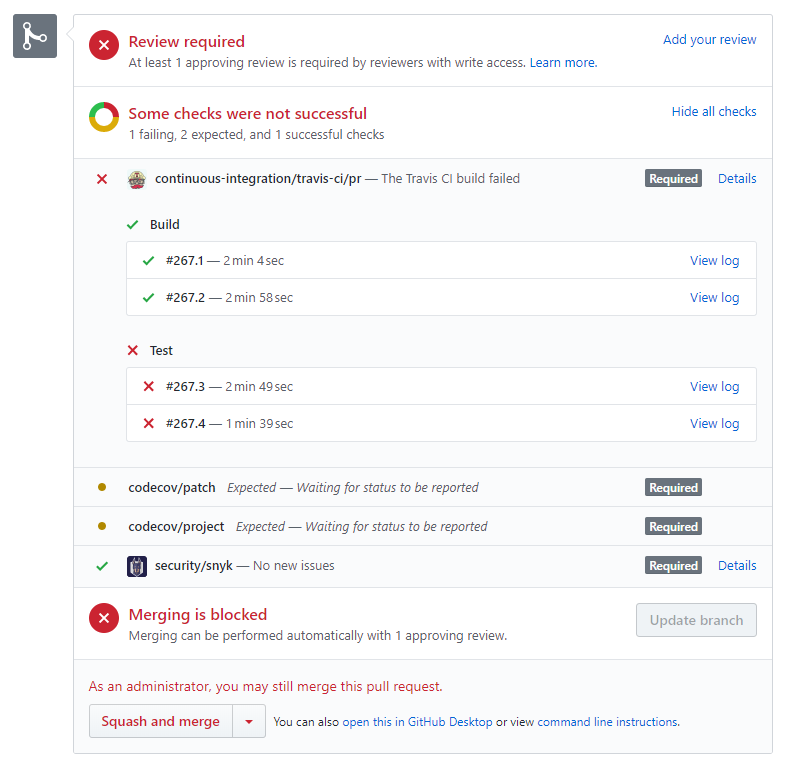 Review required
Add your review
At least 1 approving review is required by reviewers with write access. Learn more.
Some checks were not successful
Hide all checks
1 failing, 2 expected, and 1 successful checks
continuous-integration/travis-ci/pr — The Travis CI build failed
Required
Details
Build
#267.1 — 2 min 4 sec
View log
#267.2 — 2 min 58 sec
View log
Test
#267.3 — 2 min 49 sec
View log
#267.4 — 1 min 39 sec
View log
codecov/patch Expected — Waiting for status to be reported
Required
codecov/project Expected — Waiting for status to be reported
Required
security/snyk — No new issues
Required
Details
Merging is blocked
Update branch
Merging can be performed automatically with 1 approving review.
As an administrator, you may still merge this pull request.
Squash and merge
You can also open this in GitHub Desktop or view command line instructions.